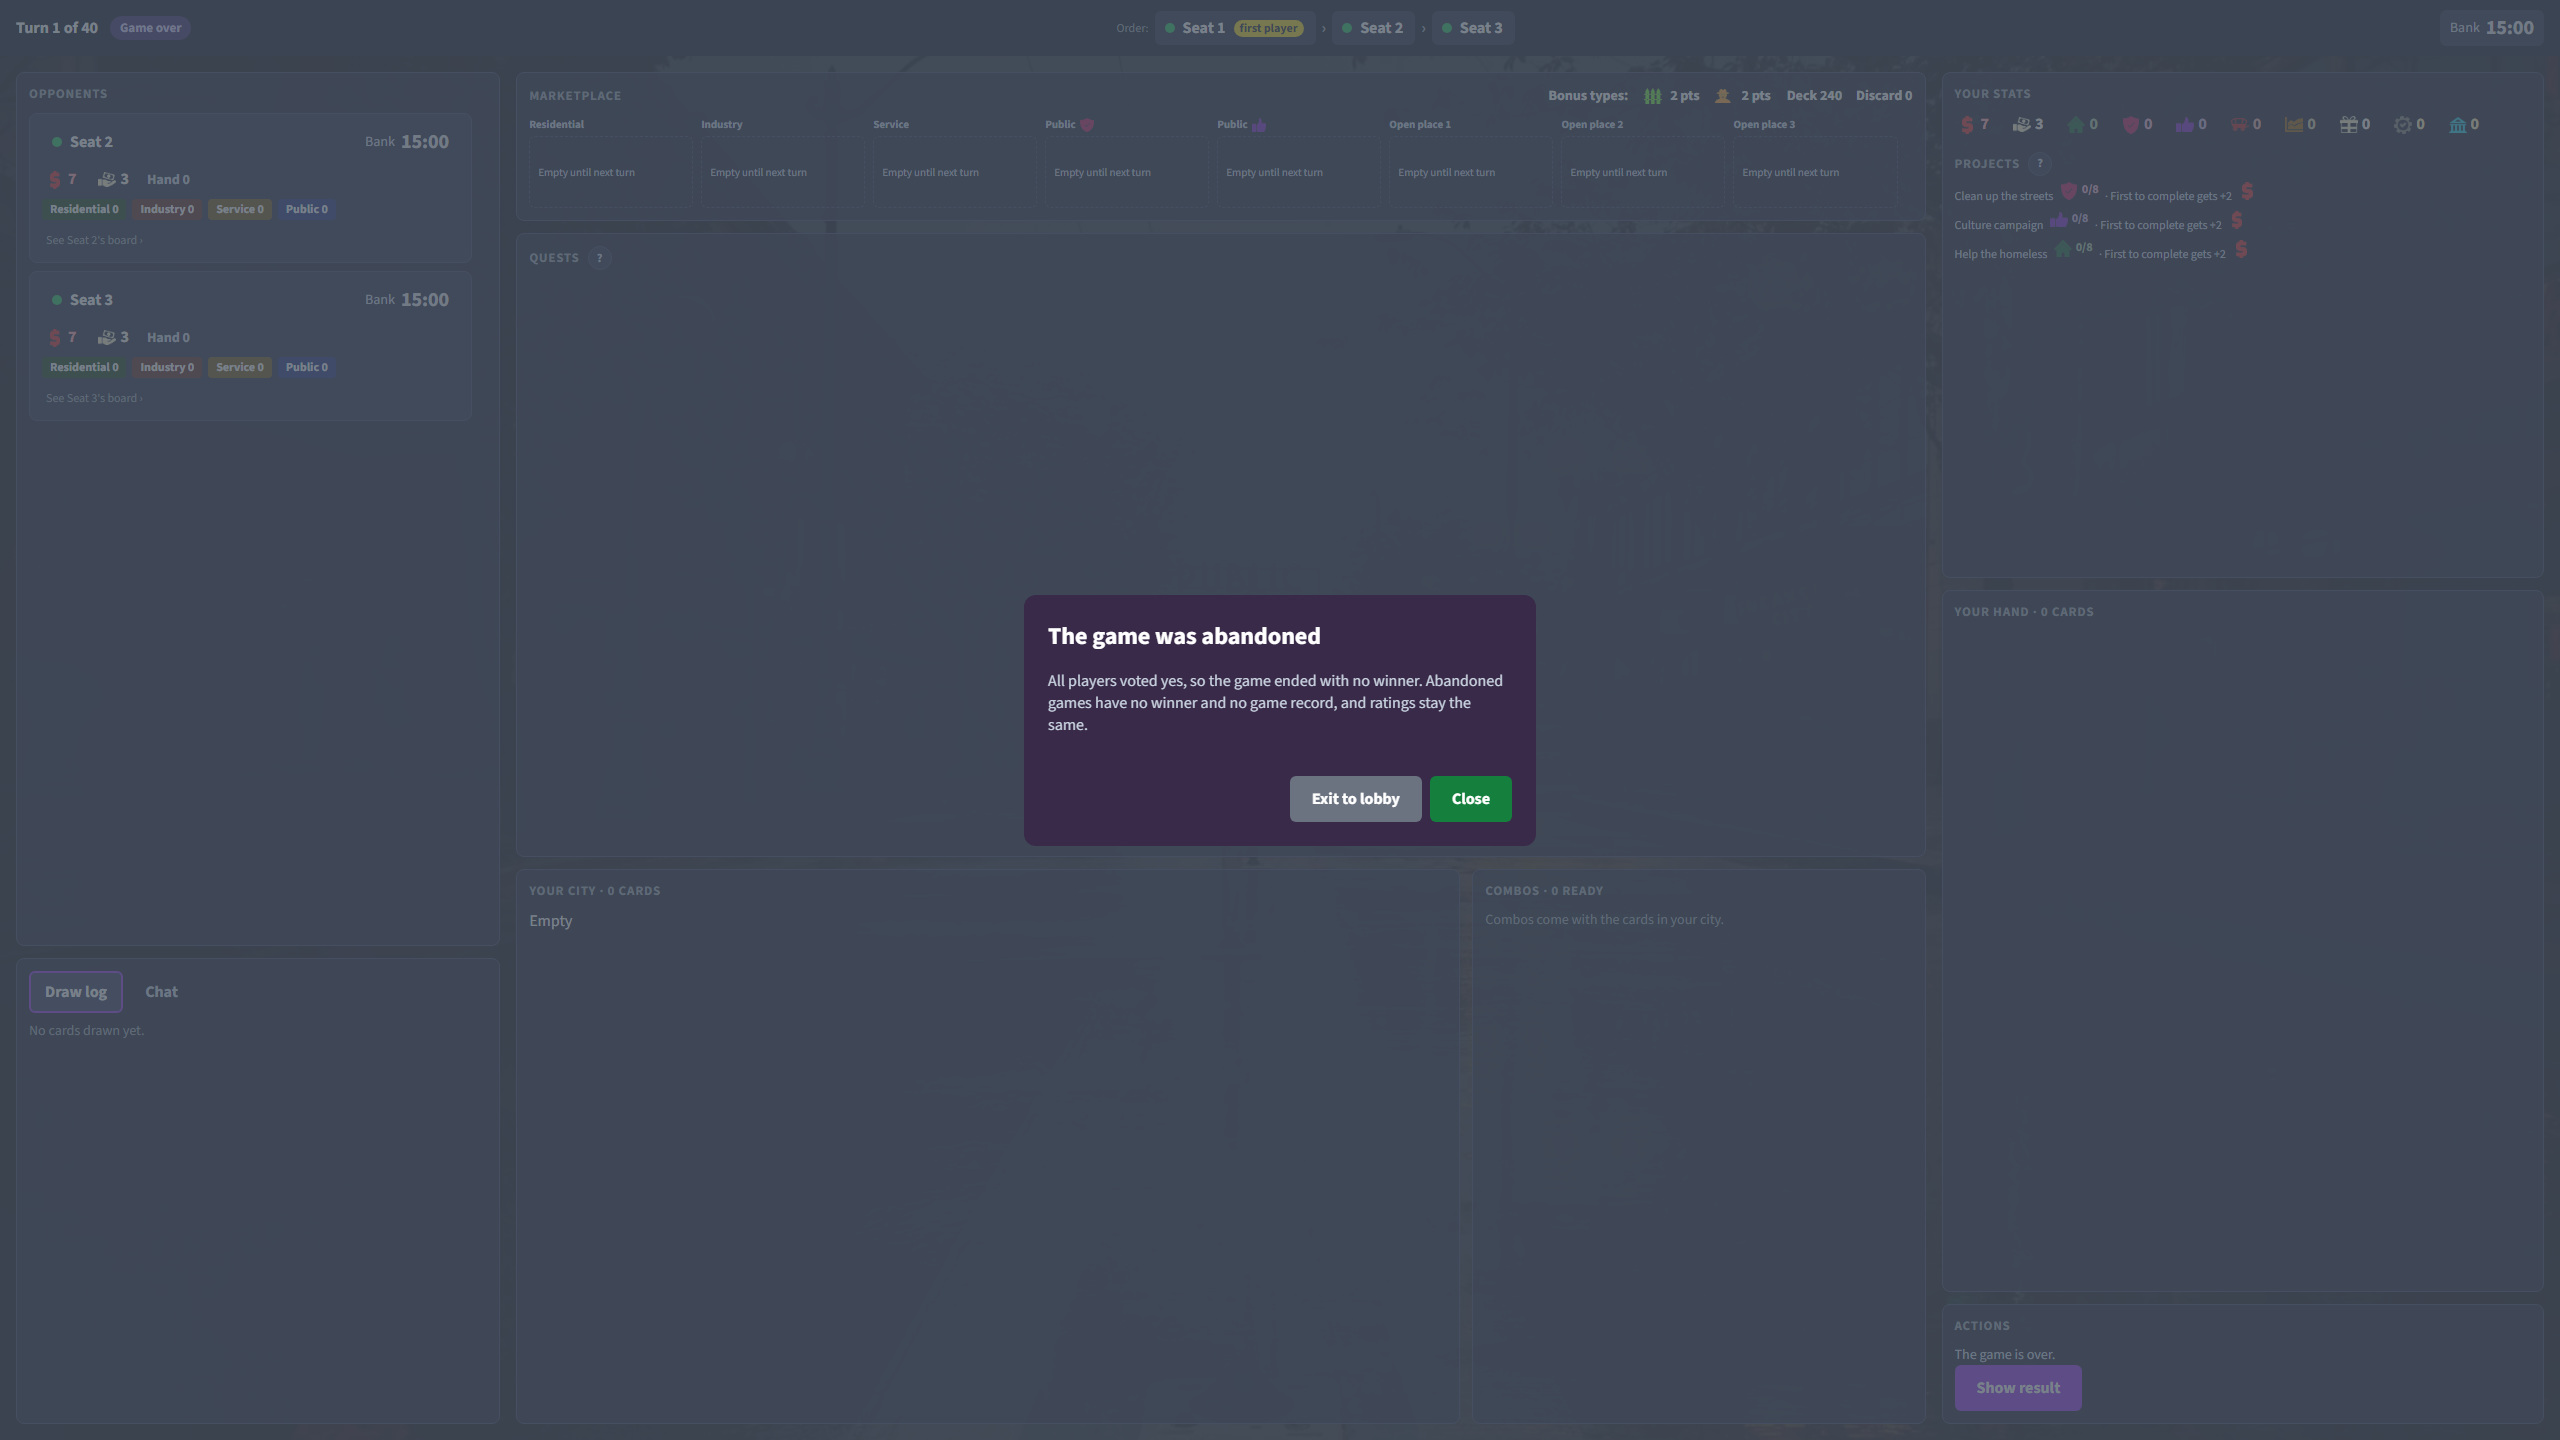 Turn 1 of 40 Game over
Order: Seat 1 first player › Seat 2 › Seat 3
Bank 15:00
OPPONENTS
Seat 2 Bank 15:00
7 3 Hand 0
Residential 0 Industry 0 Service 0 Public 0
See Seat 2's board ›
Seat 3 Bank 15:00
7 3 Hand 0
Residential 0 Industry 0 Service 0 Public 0
See Seat 3's board ›
Draw log Chat
No cards drawn yet.
MARKETPLACE Bonus types: 2 pts 2 pts Deck 240 Discard 0
Residential Industry Service Public Public Open place 1 Open place 2 Open place 3
Empty until next turn Empty until next turn Empty until next turn Empty until next turn Empty until next turn Empty until next turn Empty until next turn Empty until next turn
QUESTS ?
The game was abandoned
All players voted yes, so the game ended with no winner. Abandoned
games have no winner and no game record, and ratings stay the
same.
Exit to lobby Close
YOUR CITY · 0 CARDS
Empty
COMBOS · 0 READY
Combos come with the cards in your city.
YOUR STATS
7 3 0 0 0 0 0 0 0 0
PROJECTS ?
Clean up the streets 0/8 · First to complete gets +2
Culture campaign 0/8 · First to complete gets +2
Help the homeless 0/8 · First to complete gets +2
YOUR HAND · 0 CARDS
ACTIONS
The game is over.
Show result